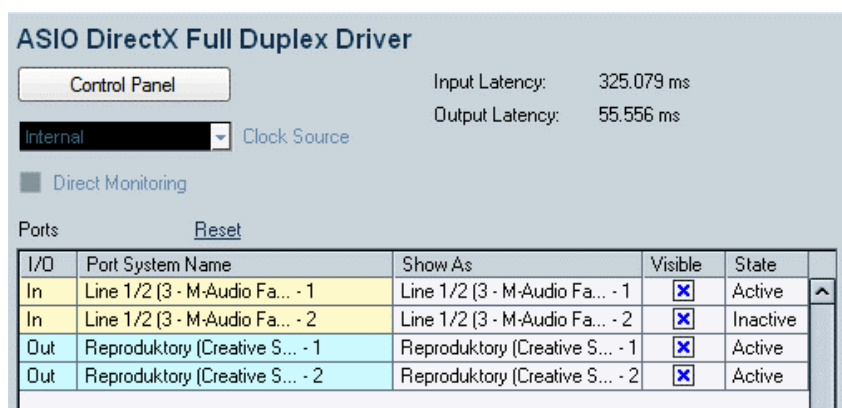 ASIO DirectX Full Duplex Driver
Control Panel Input Latency: 325.079 ms
Output Latency: 55.556 ms
Internal Clock Source
Direct Monitoring
Ports Reset
I/O Port System Name Show As Visible State
In Line 1/2 (3 - M-Audio Fa... - 1 Line 1/2 (3 - M-Audio Fa... - 1 Active
In Line 1/2 (3 - M-Audio Fa... - 2 Line 1/2 (3 - M-Audio Fa... - 2 Inactive
Out Reproduktory (Creative S... - 1 Reproduktory (Creative S... - 1 Active
Out Reproduktory (Creative S... - 2 Reproduktory (Creative S... - 2 Active